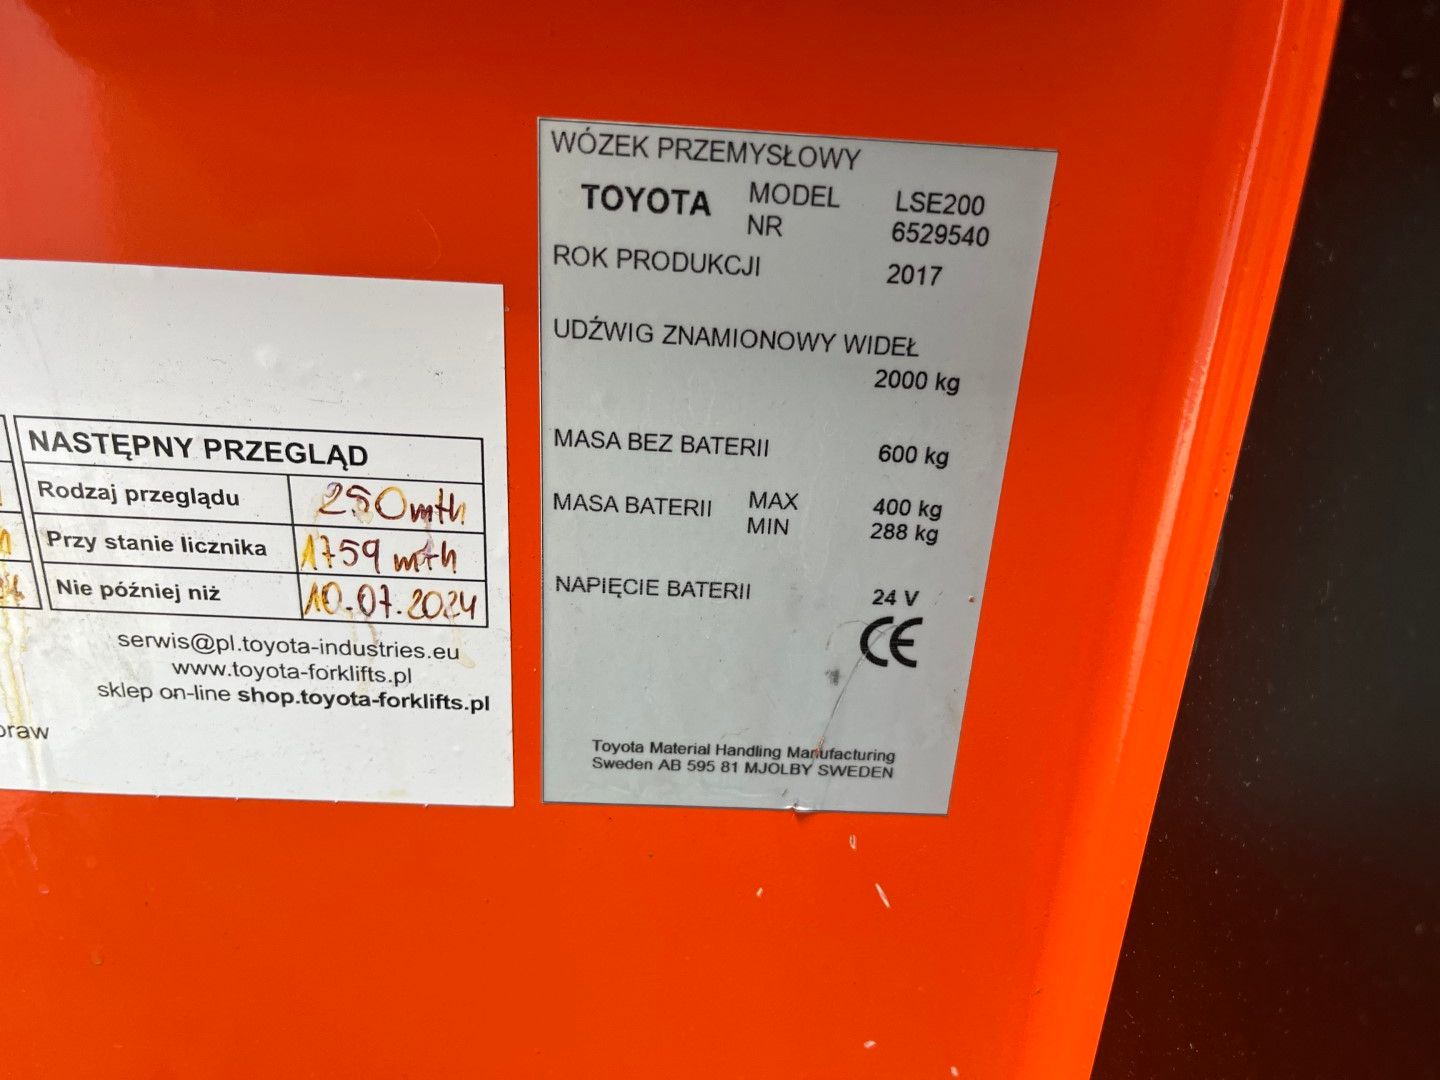 WÓZEK PRZEMYSŁOWY
TOYOTA MODEL LSE200
NR 6529540
ROK PRODUKCJI 2017
UDŹWIG ZNAMIONOWY WIDEŁ
2000 kg
MASA BEZ BATERII 600 kg
MASA BATERII MAX 400 kg
MIN 288 kg
NAPIĘCIE BATERII 24 V
CE
Toyota Material Handling Manufacturing
Sweden AB 595 81 MJOLBY SWEDEN
NASTĘPNY PRZEGLĄD
Rodzaj przeglądu 250mth
Przy stanie licznika 1759 mth
Nie później niż 10.07.2024
serwis@pl.toyota-industries.eu
www.toyota-forklifts.pl
sklep on-line shop.toyota-forklifts.pl